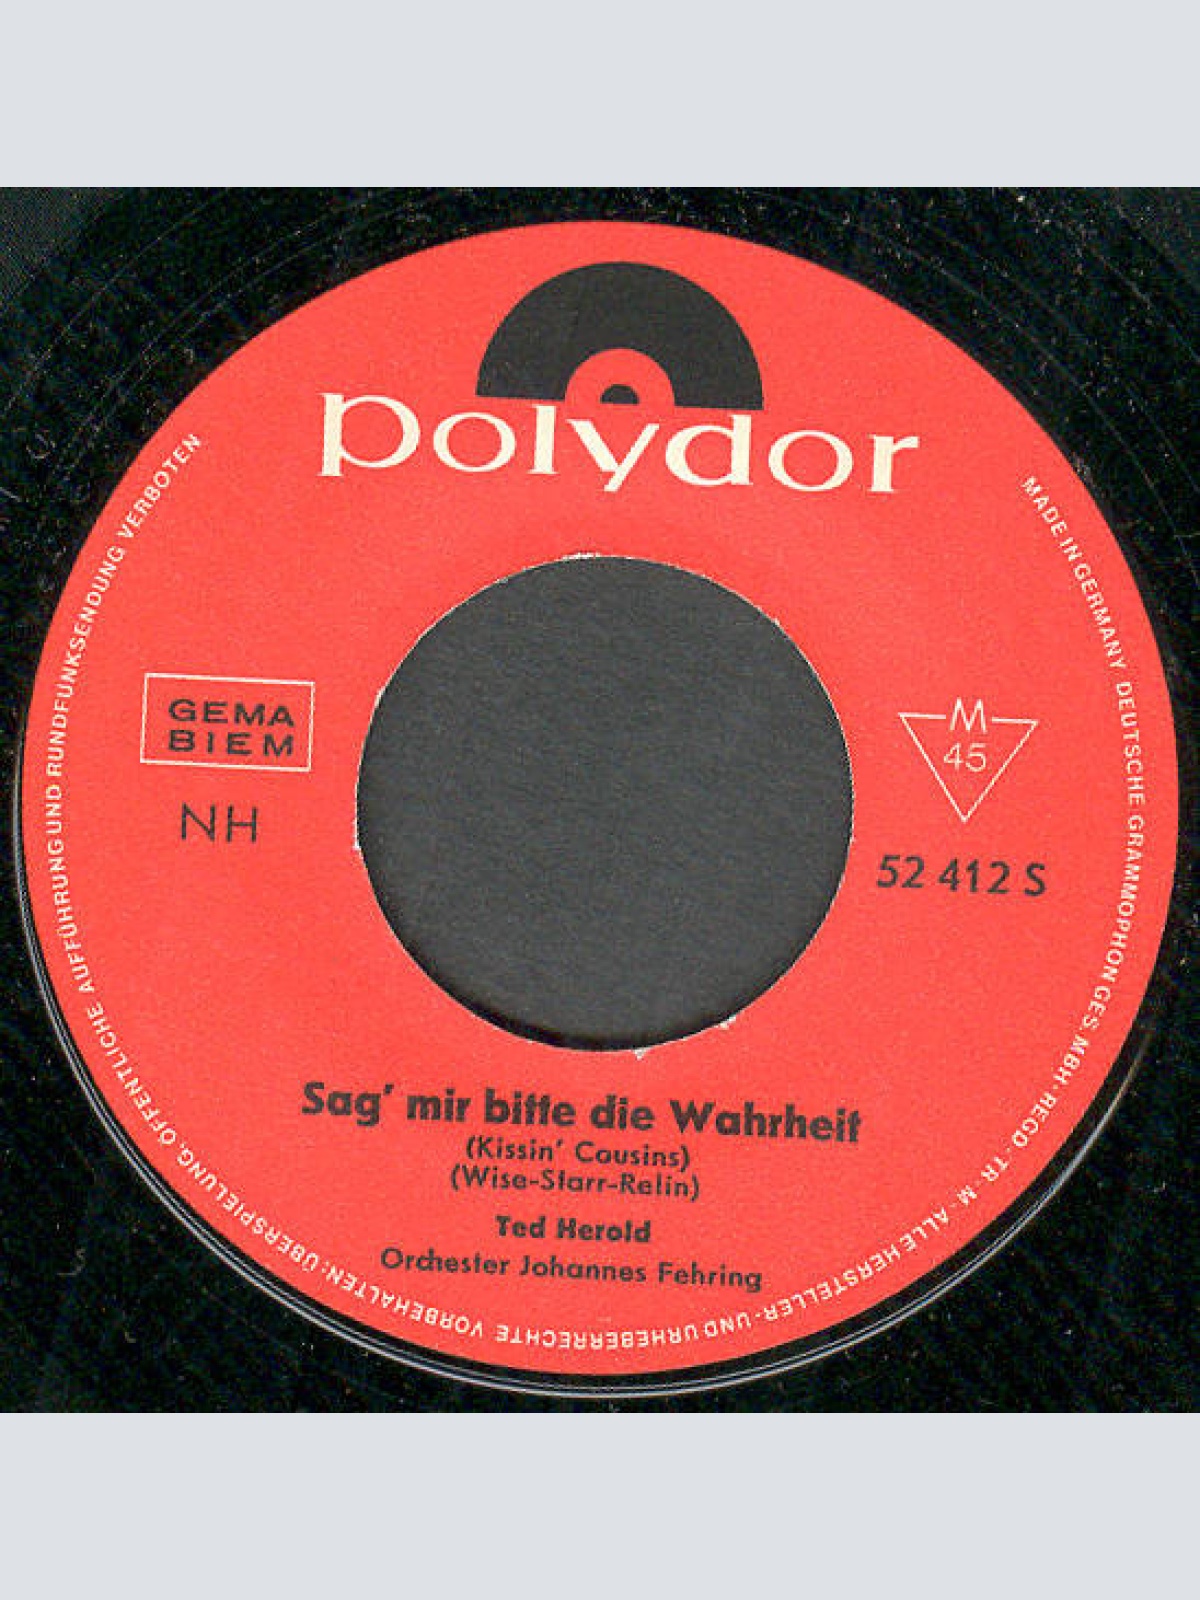 polydor
GEMA
BIEM
NH
M
45
52 412 S
Sag' mir bitte die Wahrheit
(Kissin' Cousins)
(Wise-Starr-Relin)
Ted Herold
Orchester Johannes Fehring
MADE IN GERMANY DEUTSCHE GRAMMOPHON GES. MBH · REGD · TR · M · ALLE HERSTELLER- UND URHEBERRECHTE VORBEHALTEN; ÜBERSPIELUNG, ÖFFENTLICHE AUFFÜHRUNG UND RUNDFUNKSENDUNG VERBOTEN